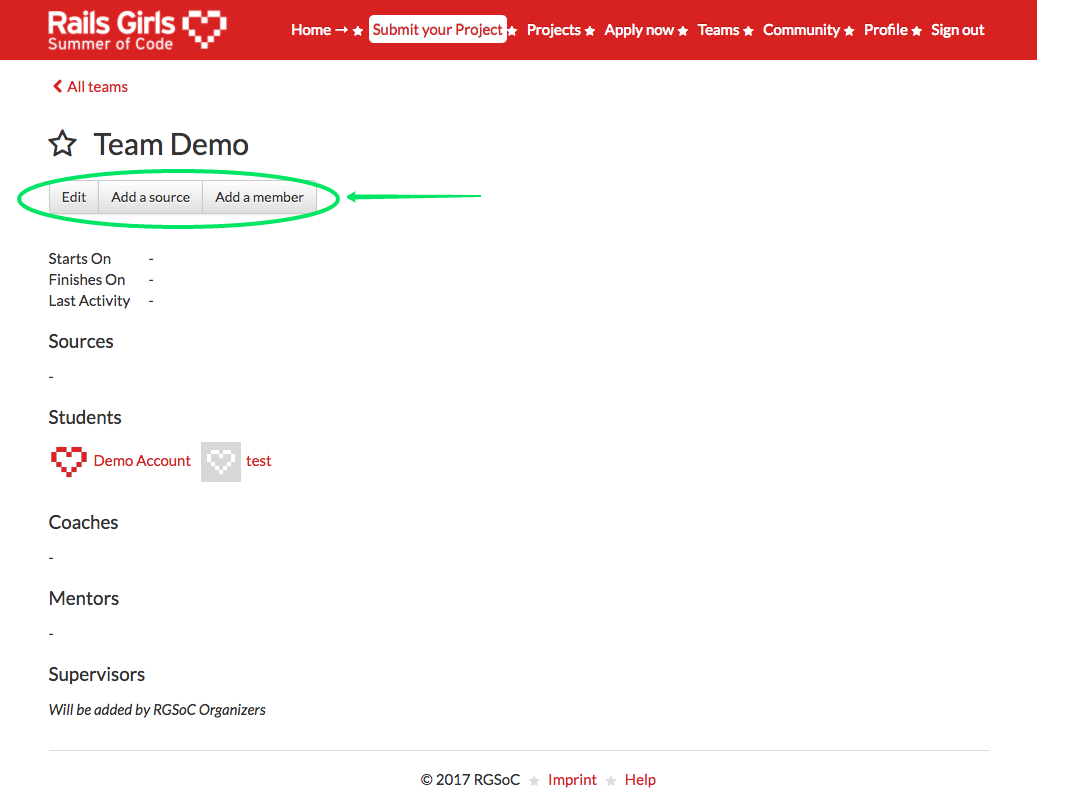 Rails Girls
Summer of Code
Home → Submit your Project Projects Apply now Teams Community Profile Sign out
All teams
Team Demo
Edit Add a source Add a member
Starts On -
Finishes On -
Last Activity -
Sources
-
Students
Demo Account test
Coaches
-
Mentors
-
Supervisors
Will be added by RGSoC Organizers
© 2017 RGSoC Imprint Help